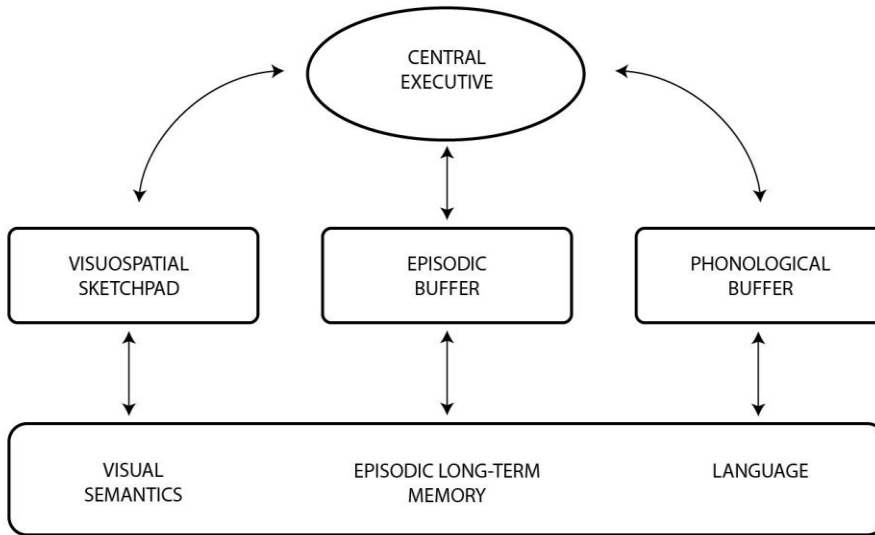 CENTRAL
EXECUTIVE
VISUOSPATIAL
SKETCHPAD
EPISODIC
BUFFER
PHONOLOGICAL
BUFFER
VISUAL
SEMANTICS
EPISODIC LONG-TERM
MEMORY
LANGUAGE